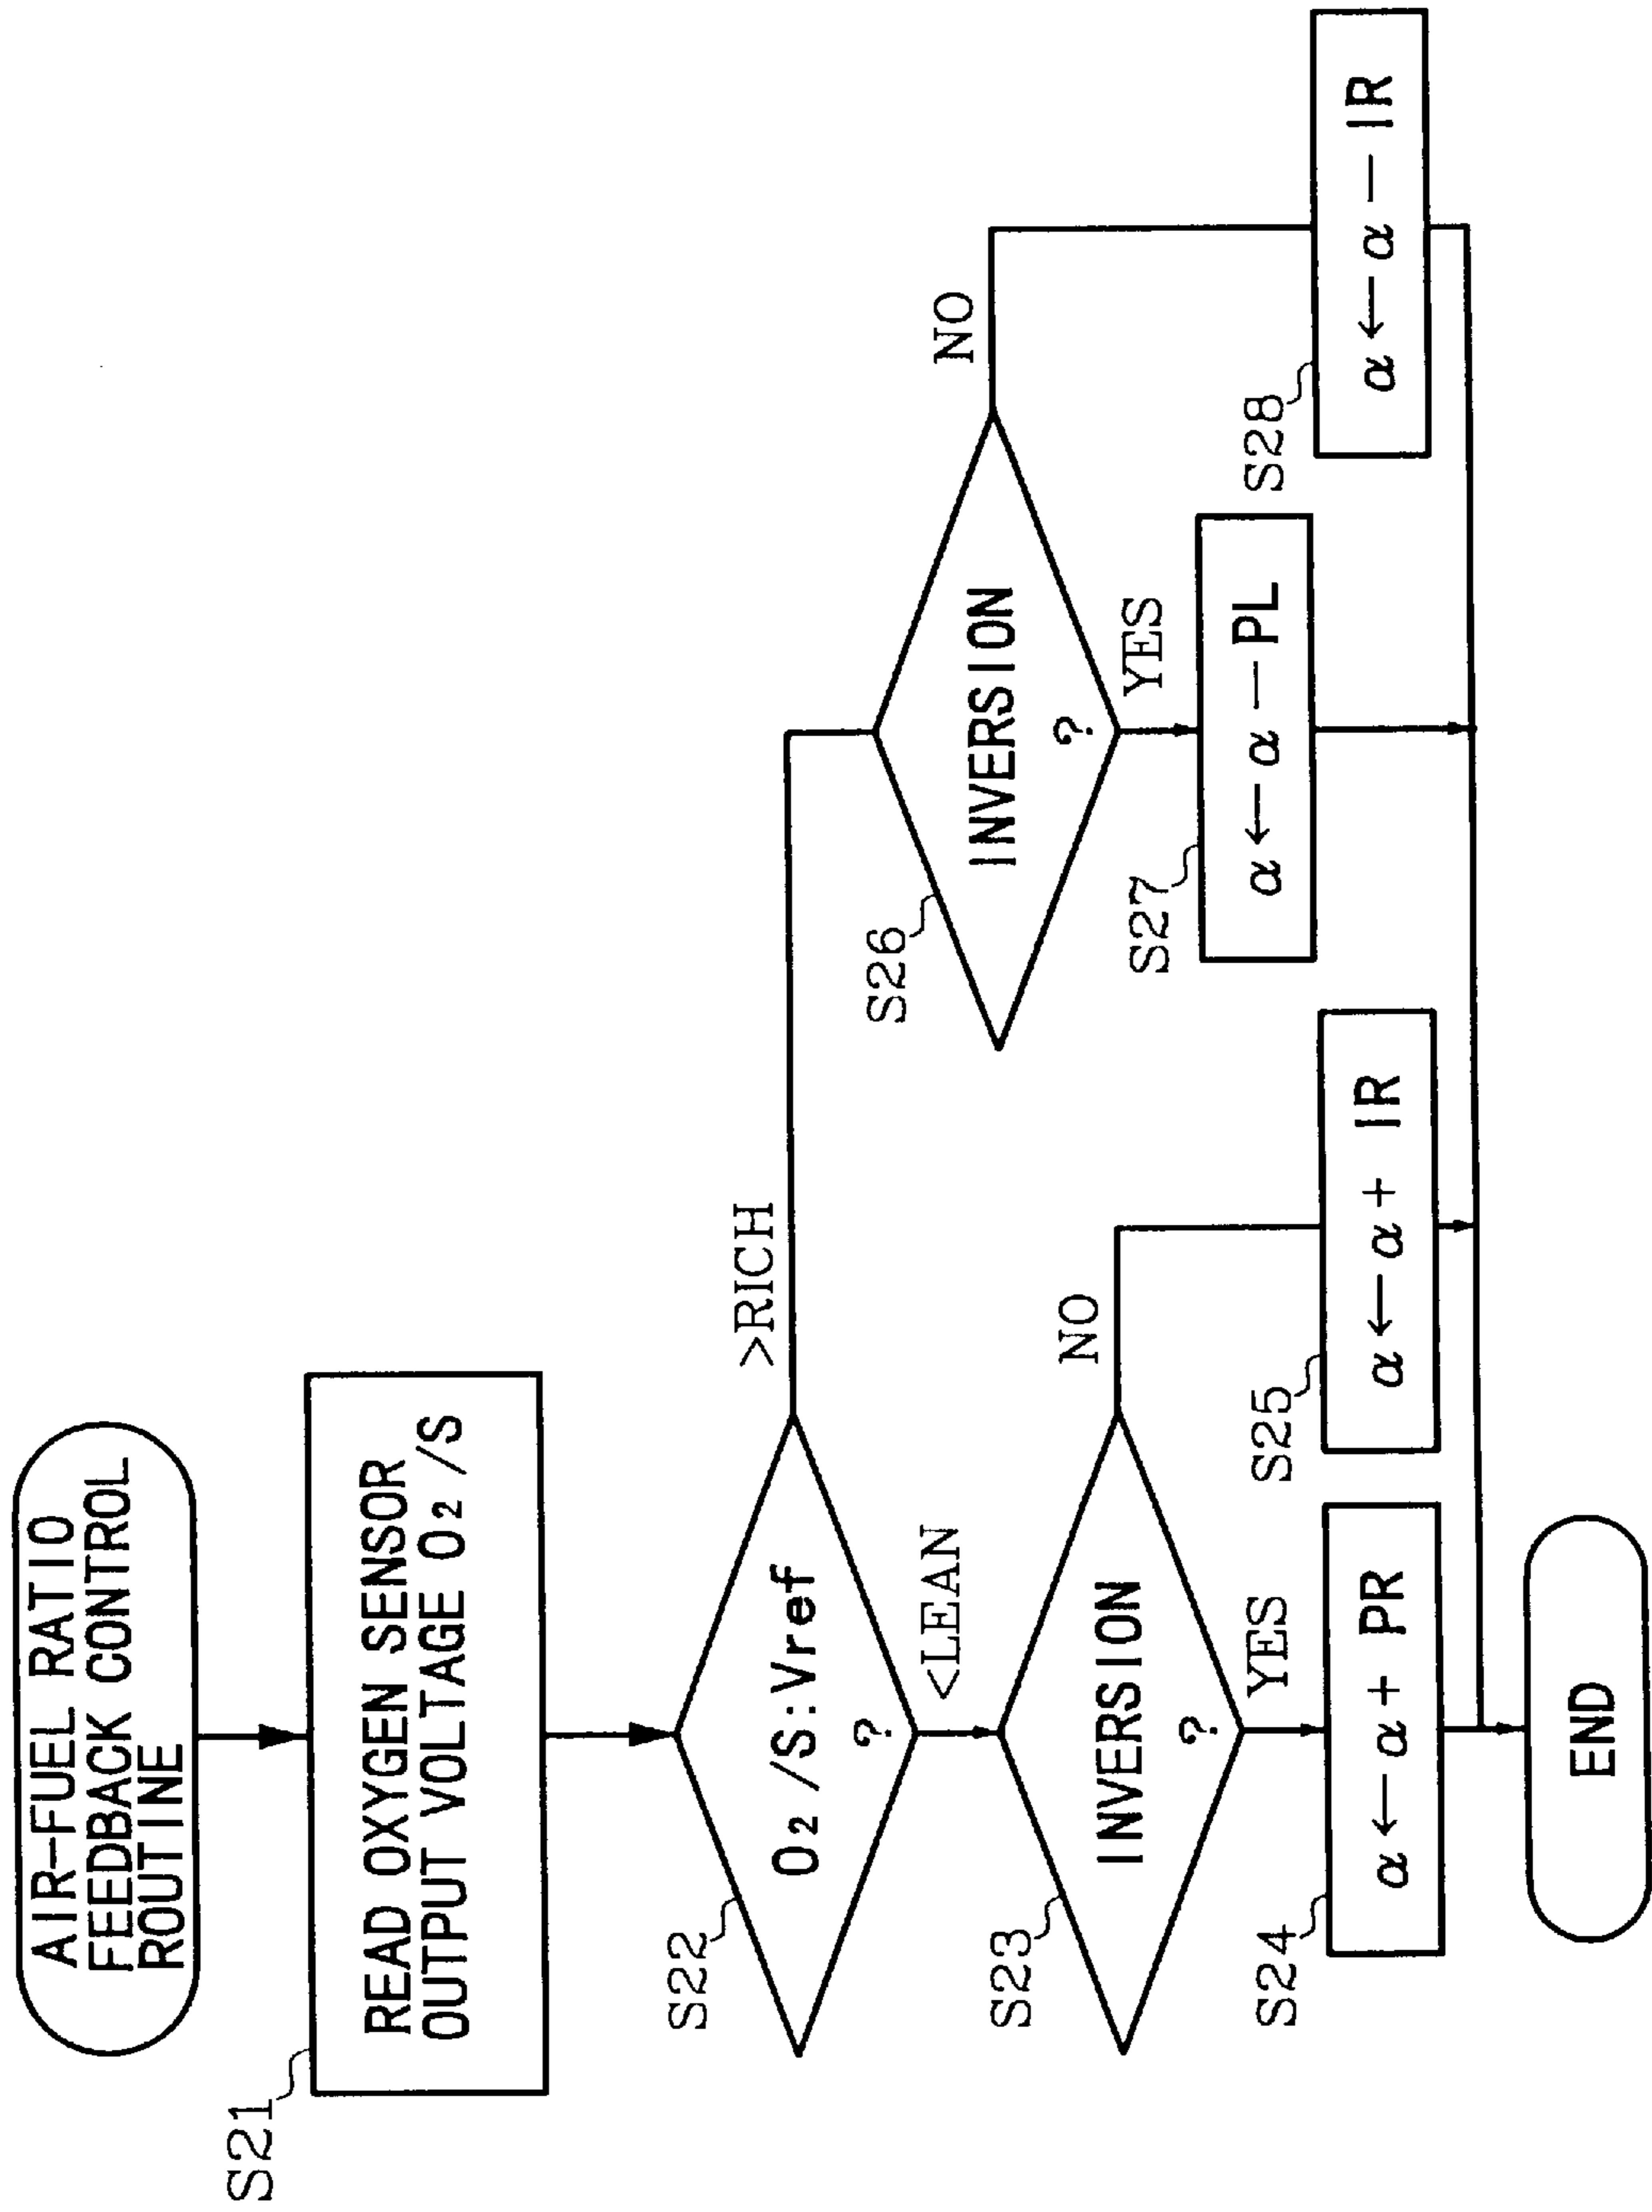 AIR-FUEL RATIO
FEEDBACK CONTROL
ROUTINE
S21
READ OXYGEN SENSOR
OUTPUT VOLTAGE O₂/S
S22
O₂/S:Vref
?
>RICH
<LEAN
S23
INVERSION
?
NO
YES
S24
α ← α + PR
S25
α ← α + IR
S26
INVERSION
?
NO
YES
S27
α ← α − PL
S28
α ← α − IR
END